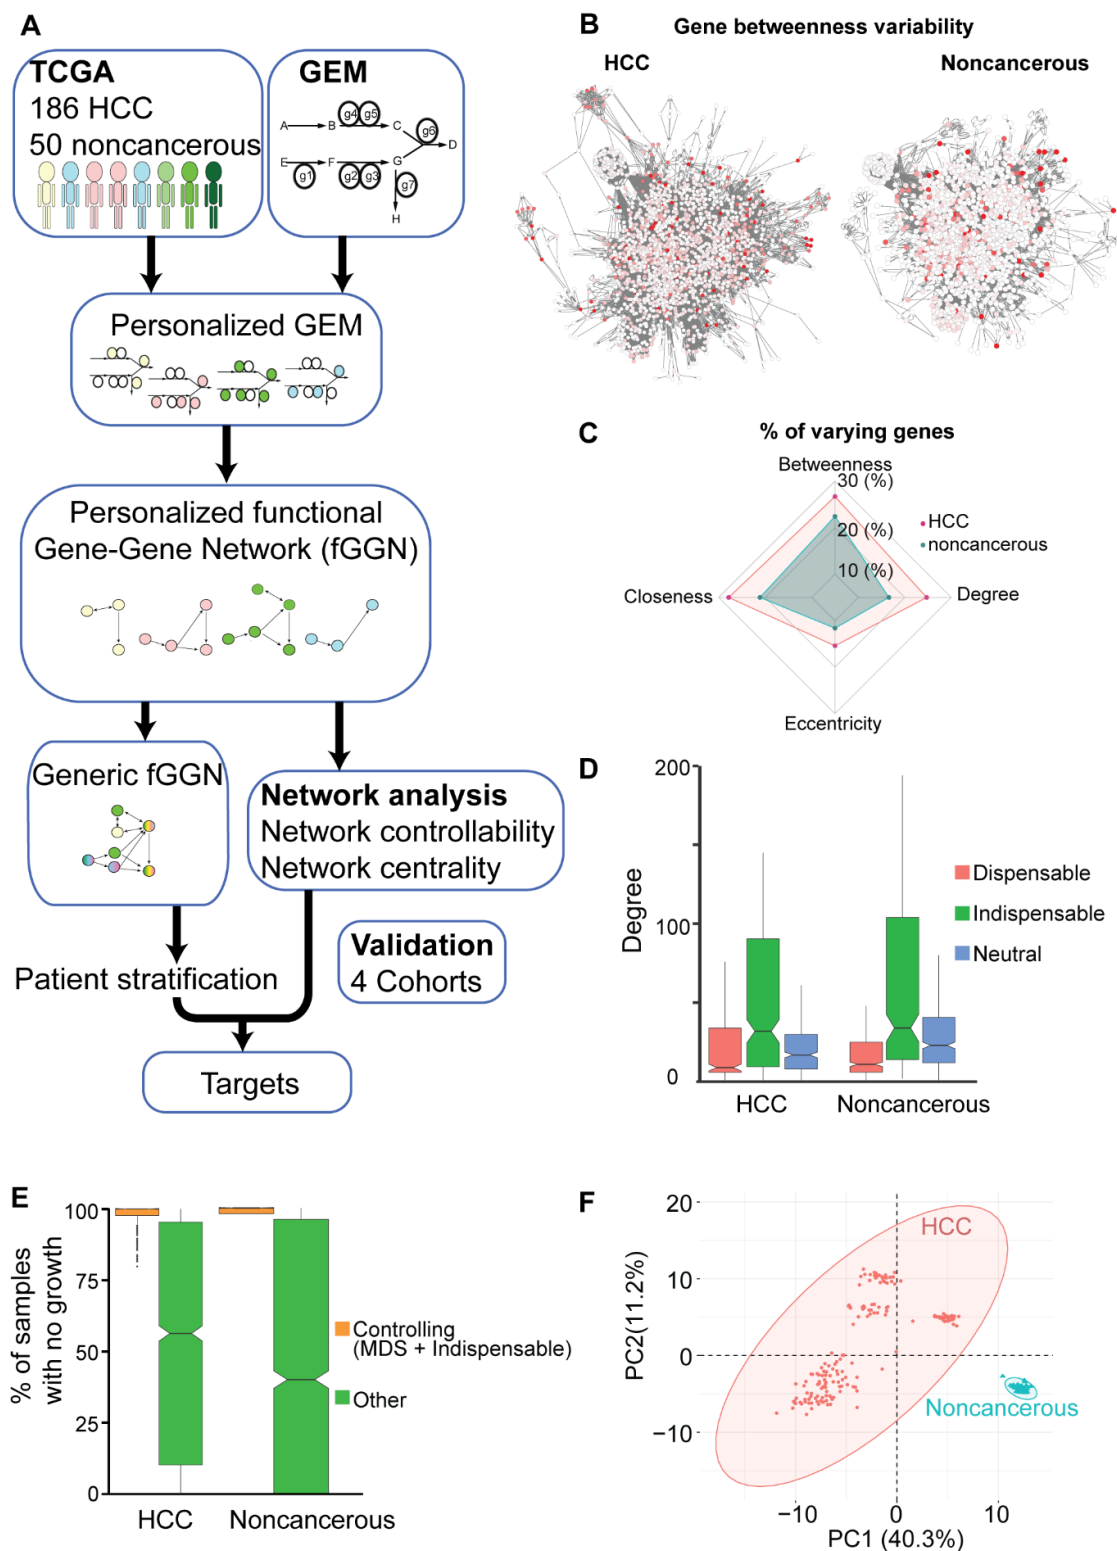 A
TCGA
186 HCC
50 noncancerous
GEM
A
B
g4
g5
C
g6
D
E
g1
F
g2
g3
G
g7
H
Personalized GEM
Personalized functional
Gene-Gene Network (fGGN)
Generic fGGN
Network analysis
Network controllability
Network centrality
Validation
4 Cohorts
Patient stratification
Targets
B
Gene betweenness variability
HCC
Noncancerous
C
% of varying genes
Betweenness
30 (%)
20 (%)
10 (%)
HCC
noncancerous
Closeness
Degree
Eccentricity
D
200
100
0
Degree
Dispensable
Indispensable
Neutral
HCC
Noncancerous
E
% of samples
with no growth
100
75
50
25
0
Controlling
(MDS + Indispensable)
Other
HCC
Noncancerous
F
20
10
0
−10
PC2(11.2%)
HCC
Noncancerous
−10
0
10
PC1 (40.3%)